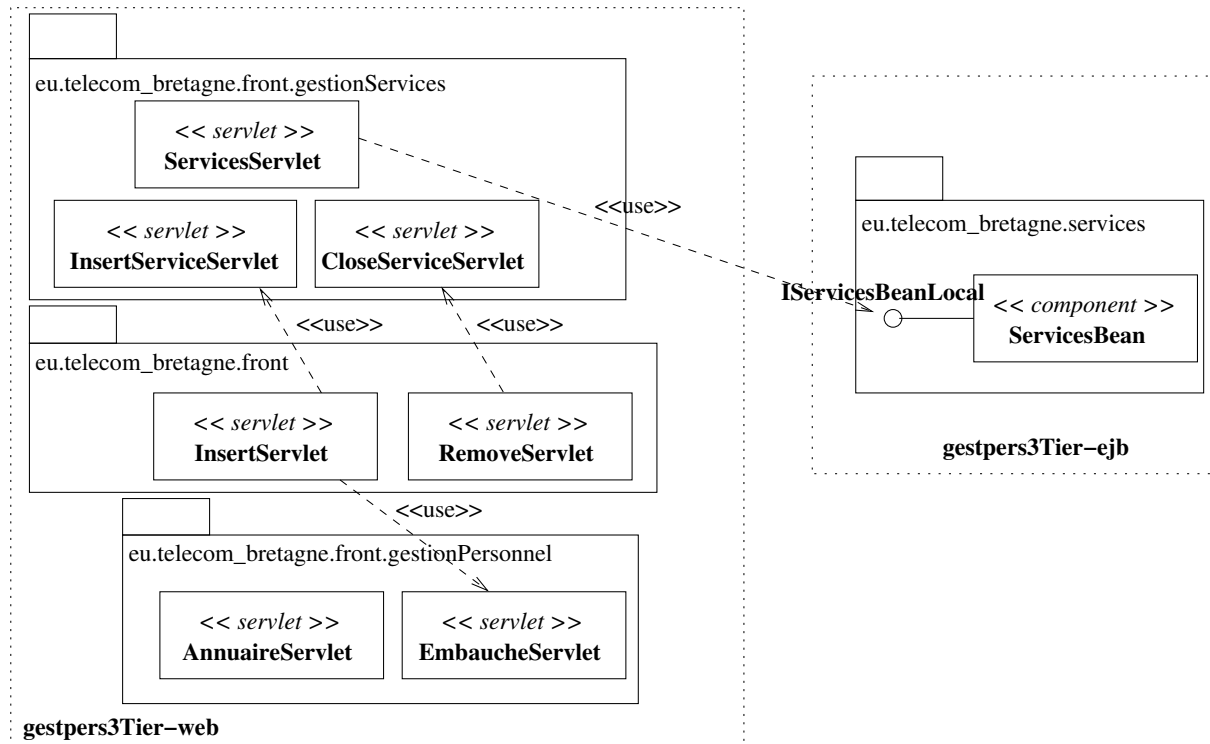 eu.telecom_bretagne.front.gestionServices
<< servlet >>
ServicesServlet
<< servlet >>
InsertServiceServlet
<< servlet >>
CloseServiceServlet
<<use>>
<<use>>
<<use>>
eu.telecom_bretagne.front
<< servlet >>
InsertServlet
<< servlet >>
RemoveServlet
<<use>>
eu.telecom_bretagne.front.gestionPersonnel
<< servlet >>
AnnuaireServlet
<< servlet >>
EmbaucheServlet
gestpers3Tier−web
eu.telecom_bretagne.services
IServicesBeanLocal
<< component >>
ServicesBean
gestpers3Tier−ejb